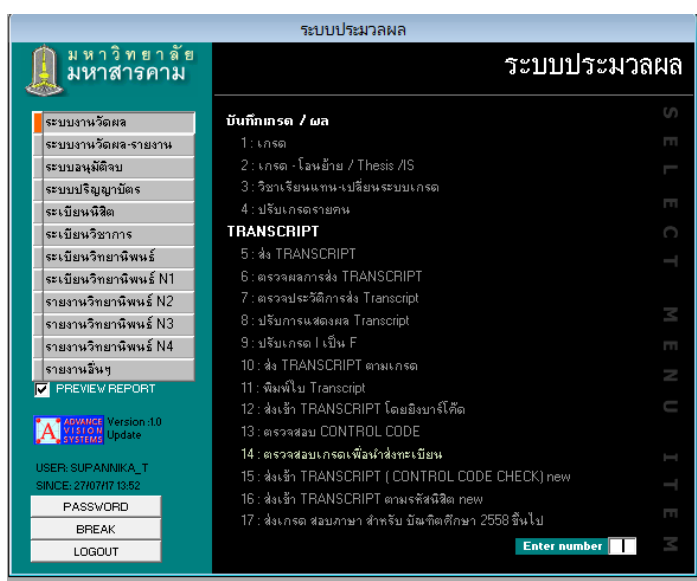 ระบบประมวลผล
มหาวิทยาลัย
มหาสารคาม
ระบบประมวลผล
ระบบงานวัดผล
ระบบงานวัดผล-รายงาน
ระบบอนุมัติจบ
ระบบปริญญาบัตร
ระเบียนนิสิต
ระเบียนวิชาการ
ระเบียนวิทยานิพนธ์
ระเบียนวิทยานิพนธ์ N1
รายงานวิทยานิพนธ์ N2
รายงานวิทยานิพนธ์ N3
รายงานวิทยานิพนธ์ N4
รายงานอื่นๆ
PREVIEW REPORT
A ADVANCE VISION SYSTEMS
Version :1.0
Update
USER: SUPANNIKA_T
SINCE: 27/07/17 13:52
PASSWORD
BREAK
LOGOUT
บันทึกเกรด / ผล
1 : เกรด
2 : เกรด - โอนย้าย / Thesis /IS
3 : วิชาเรียนแทน-เปลี่ยนระบบเกรด
4 : ปรับเกรดรายคน
TRANSCRIPT
5 : ส่ง TRANSCRIPT
6 : ตรวจผลการส่ง TRANSCRIPT
7 : ตรวจประวัติการส่ง Transcript
8 : ปรับการแสดงผล Transcript
9 : ปรับเกรด I เป็น F
10 : ส่ง TRANSCRIPT ตามเกรด
11 : พิมพ์ใบ Transcript
12 : ส่งเข้า TRANSCRIPT โดยยิงบาร์โค๊ด
13 : ตรวจสอบ CONTROL CODE
14 : ตรวจสอบเกรดเพื่อนำส่งทะเบียน
15 : ส่งเข้า TRANSCRIPT ( CONTROL CODE CHECK) new
16 : ส่งเข้า TRANSCRIPT ตามรหัสนิสิต new
17 : ส่งเกรด สอบภาษา สำหรับ บัณฑิตศึกษา 2558 ขึ้นไป
Enter number
SELECT MENU ITEM